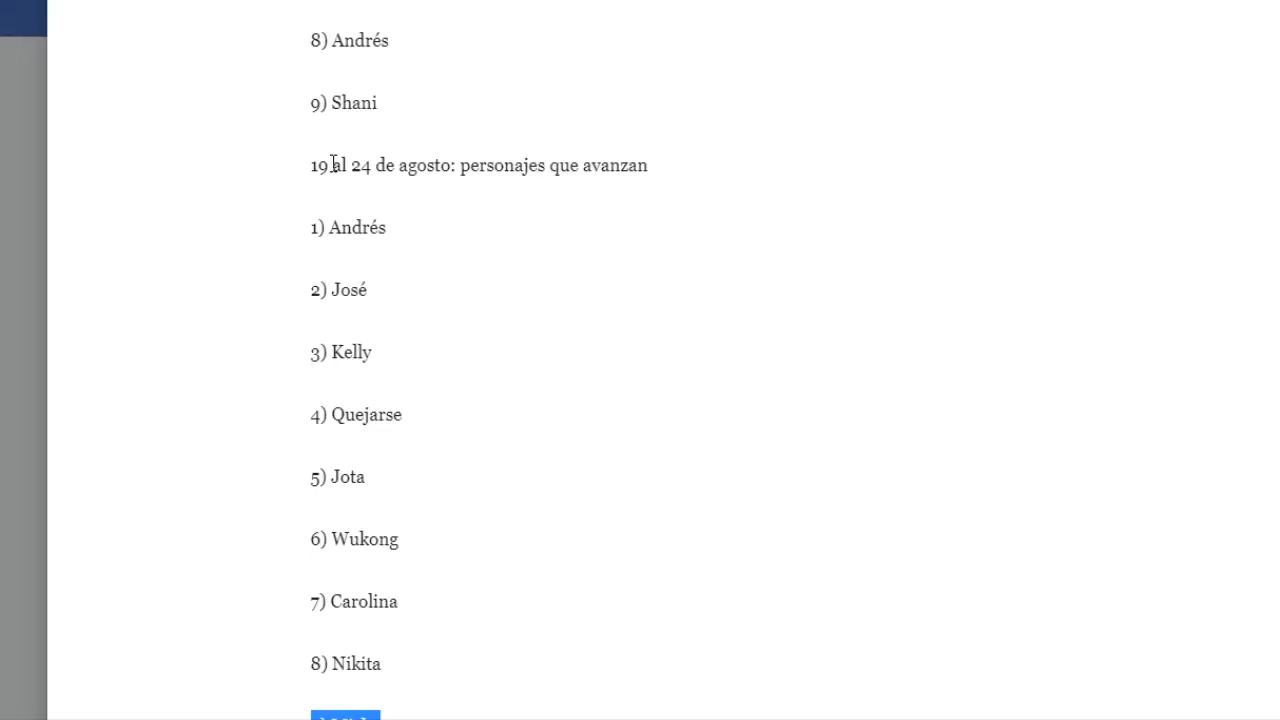 8) Andrés
9) Shani
19 al 24 de agosto: personajes que avanzan
1) Andrés
2) José
3) Kelly
4) Quejarse
5) Jota
6) Wukong
7) Carolina
8) Nikita